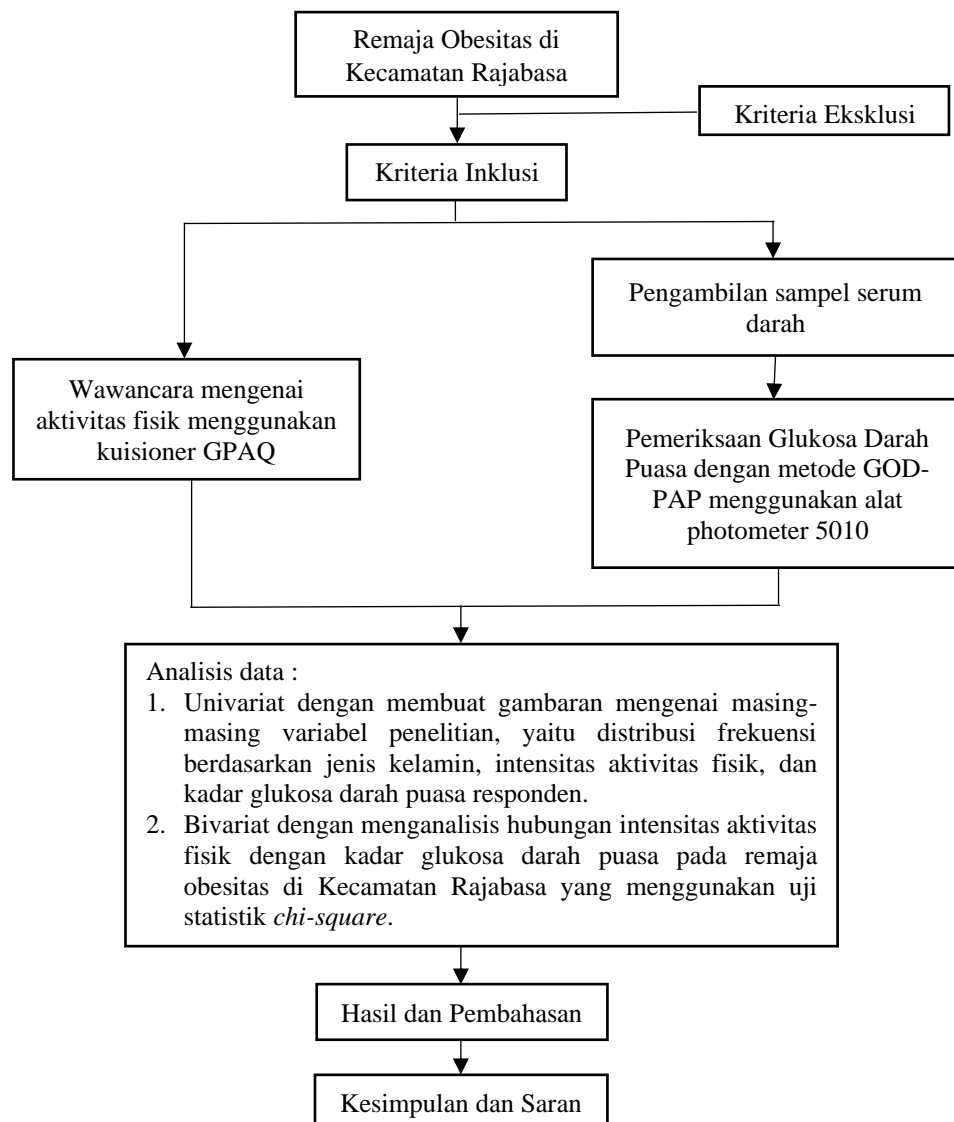 Remaja Obesitas di
Kecamatan Rajabasa
Kriteria Eksklusi
Kriteria Inklusi
Pengambilan sampel serum
darah
Wawancara mengenai
aktivitas fisik menggunakan
kuisioner GPAQ
Pemeriksaan Glukosa Darah
Puasa dengan metode GOD-
PAP menggunakan alat
photometer 5010
Analisis data :
1. Univariat dengan membuat gambaran mengenai masing-
masing variabel penelitian, yaitu distribusi frekuensi
berdasarkan jenis kelamin, intensitas aktivitas fisik, dan
kadar glukosa darah puasa responden.
2. Bivariat dengan menganalisis hubungan intensitas aktivitas
fisik dengan kadar glukosa darah puasa pada remaja
obesitas di Kecamatan Rajabasa yang menggunakan uji
statistik chi-square.
Hasil dan Pembahasan
Kesimpulan dan Saran